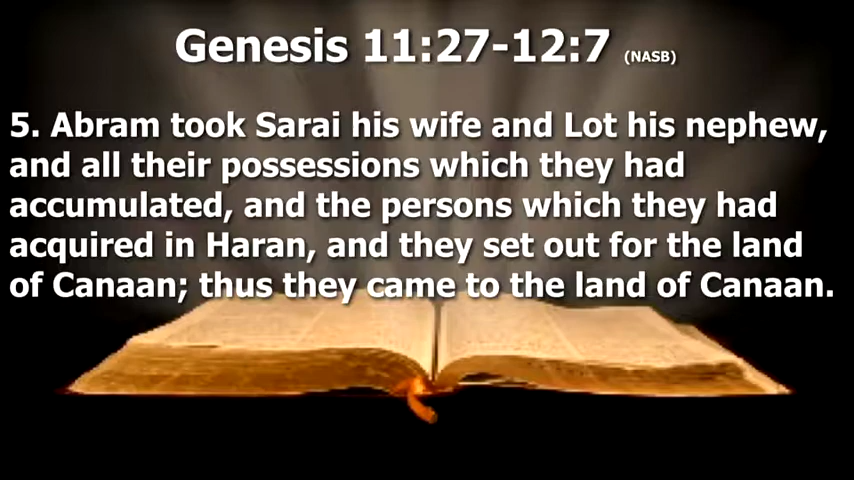 Genesis 11:27-12:7 (NASB)
5. Abram took Sarai his wife and Lot his nephew,
and all their possessions which they had
accumulated, and the persons which they had
acquired in Haran, and they set out for the land
of Canaan; thus they came to the land of Canaan.